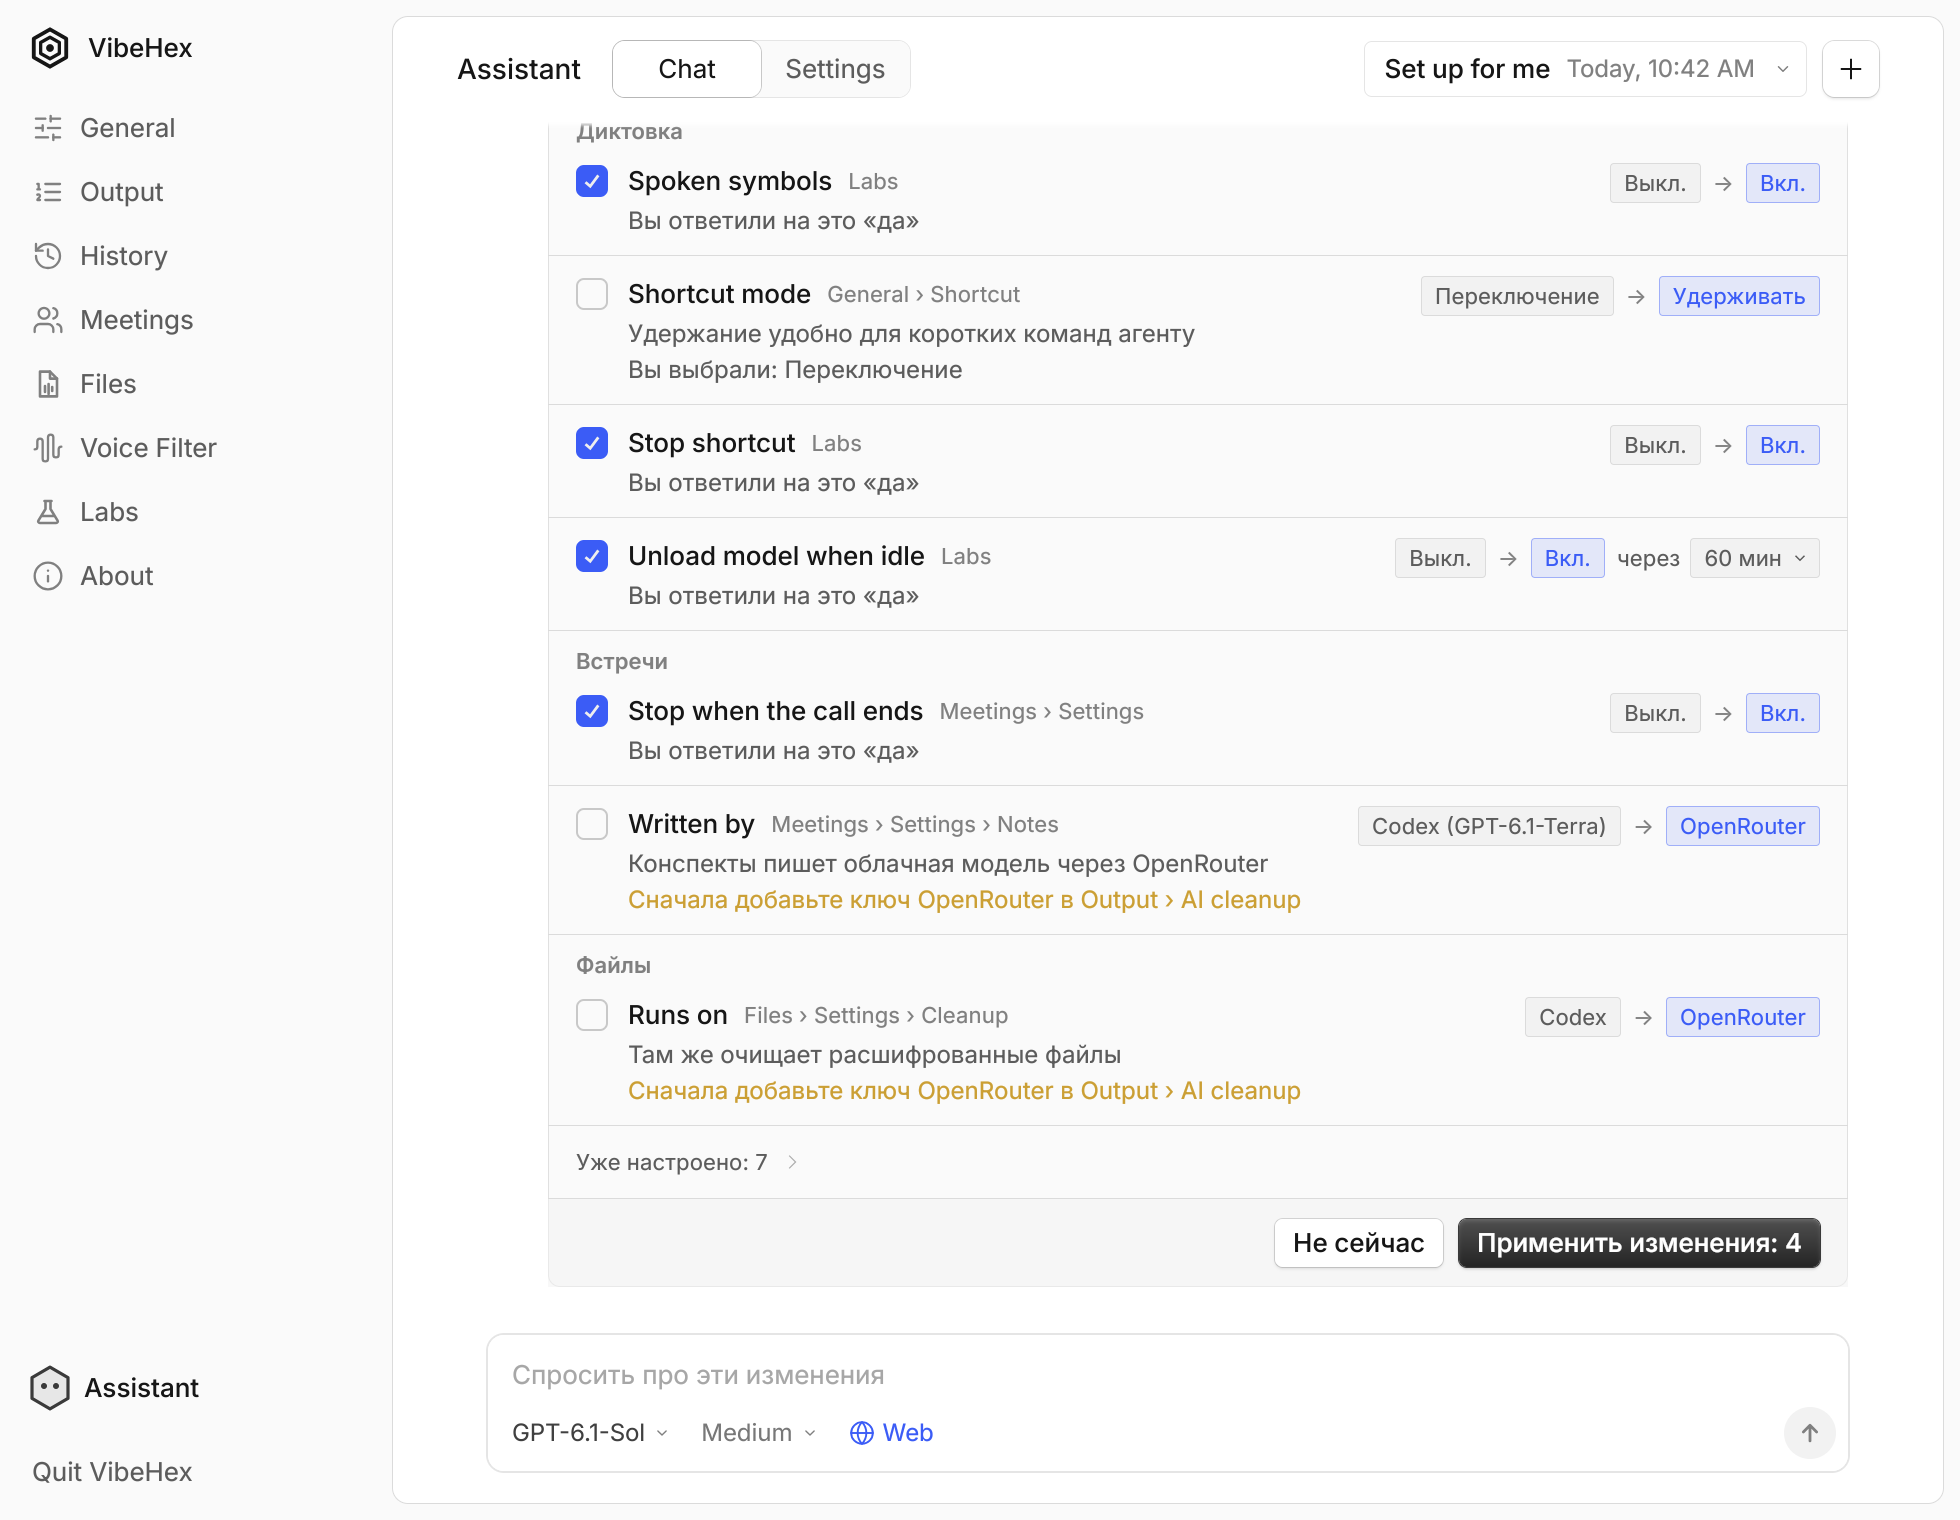 VibeHex
General
Output
History
Meetings
Files
Voice Filter
Labs
About
Assistant
Quit VibeHex
Assistant Chat Settings Set up for me Today, 10:42 AM
Диктовка
Spoken symbols Labs Выкл. → Вкл.
Вы ответили на это «да»
Shortcut mode General › Shortcut Переключение → Удерживать
Удержание удобно для коротких команд агенту
Вы выбрали: Переключение
Stop shortcut Labs Выкл. → Вкл.
Вы ответили на это «да»
Unload model when idle Labs Выкл. → Вкл. через 60 мин
Вы ответили на это «да»
Встречи
Stop when the call ends Meetings › Settings Выкл. → Вкл.
Вы ответили на это «да»
Written by Meetings › Settings › Notes Codex (GPT-6.1-Terra) → OpenRouter
Конспекты пишет облачная модель через OpenRouter
Сначала добавьте ключ OpenRouter в Output › AI cleanup
Файлы
Runs on Files › Settings › Cleanup Codex → OpenRouter
Там же очищает расшифрованные файлы
Сначала добавьте ключ OpenRouter в Output › AI cleanup
Уже настроено: 7
Не сейчас Применить изменения: 4
Спросить про эти изменения
GPT-6.1-Sol Medium Web